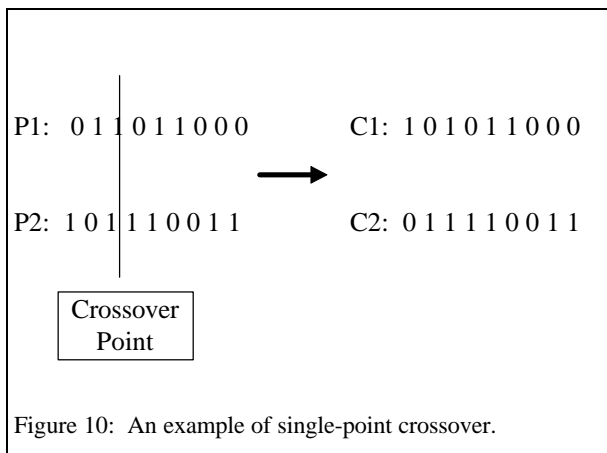 P1: 0 1 1 0 1 1 0 0 0 C1: 1 0 1 0 1 1 0 0 0
P2: 1 0 1 1 1 0 0 1 1 C2: 0 1 1 1 1 0 0 1 1
Crossover
Point
Figure 10: An example of single-point crossover.